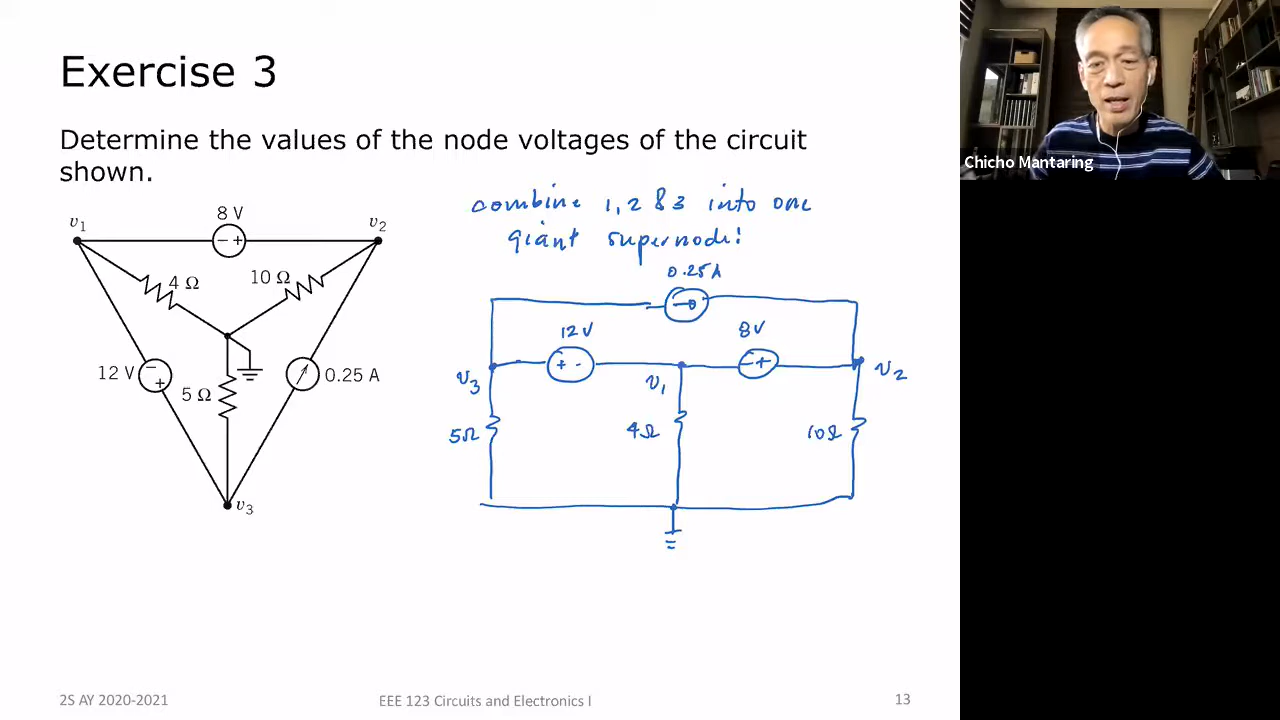 Exercise 3
Determine the values of the node voltages of the circuit
shown.
combine 1, 2 & 3 into one
giant supernode!
v1
8 V
− +
v2
4 Ω
10 Ω
12 V
−
+
0.25 A
5 Ω
v3
0.25A
12V
+ -
8V
- +
v3
v1
v2
5Ω
4Ω
10Ω
Chicho Mantaring
2S AY 2020-2021
EEE 123 Circuits and Electronics I
13